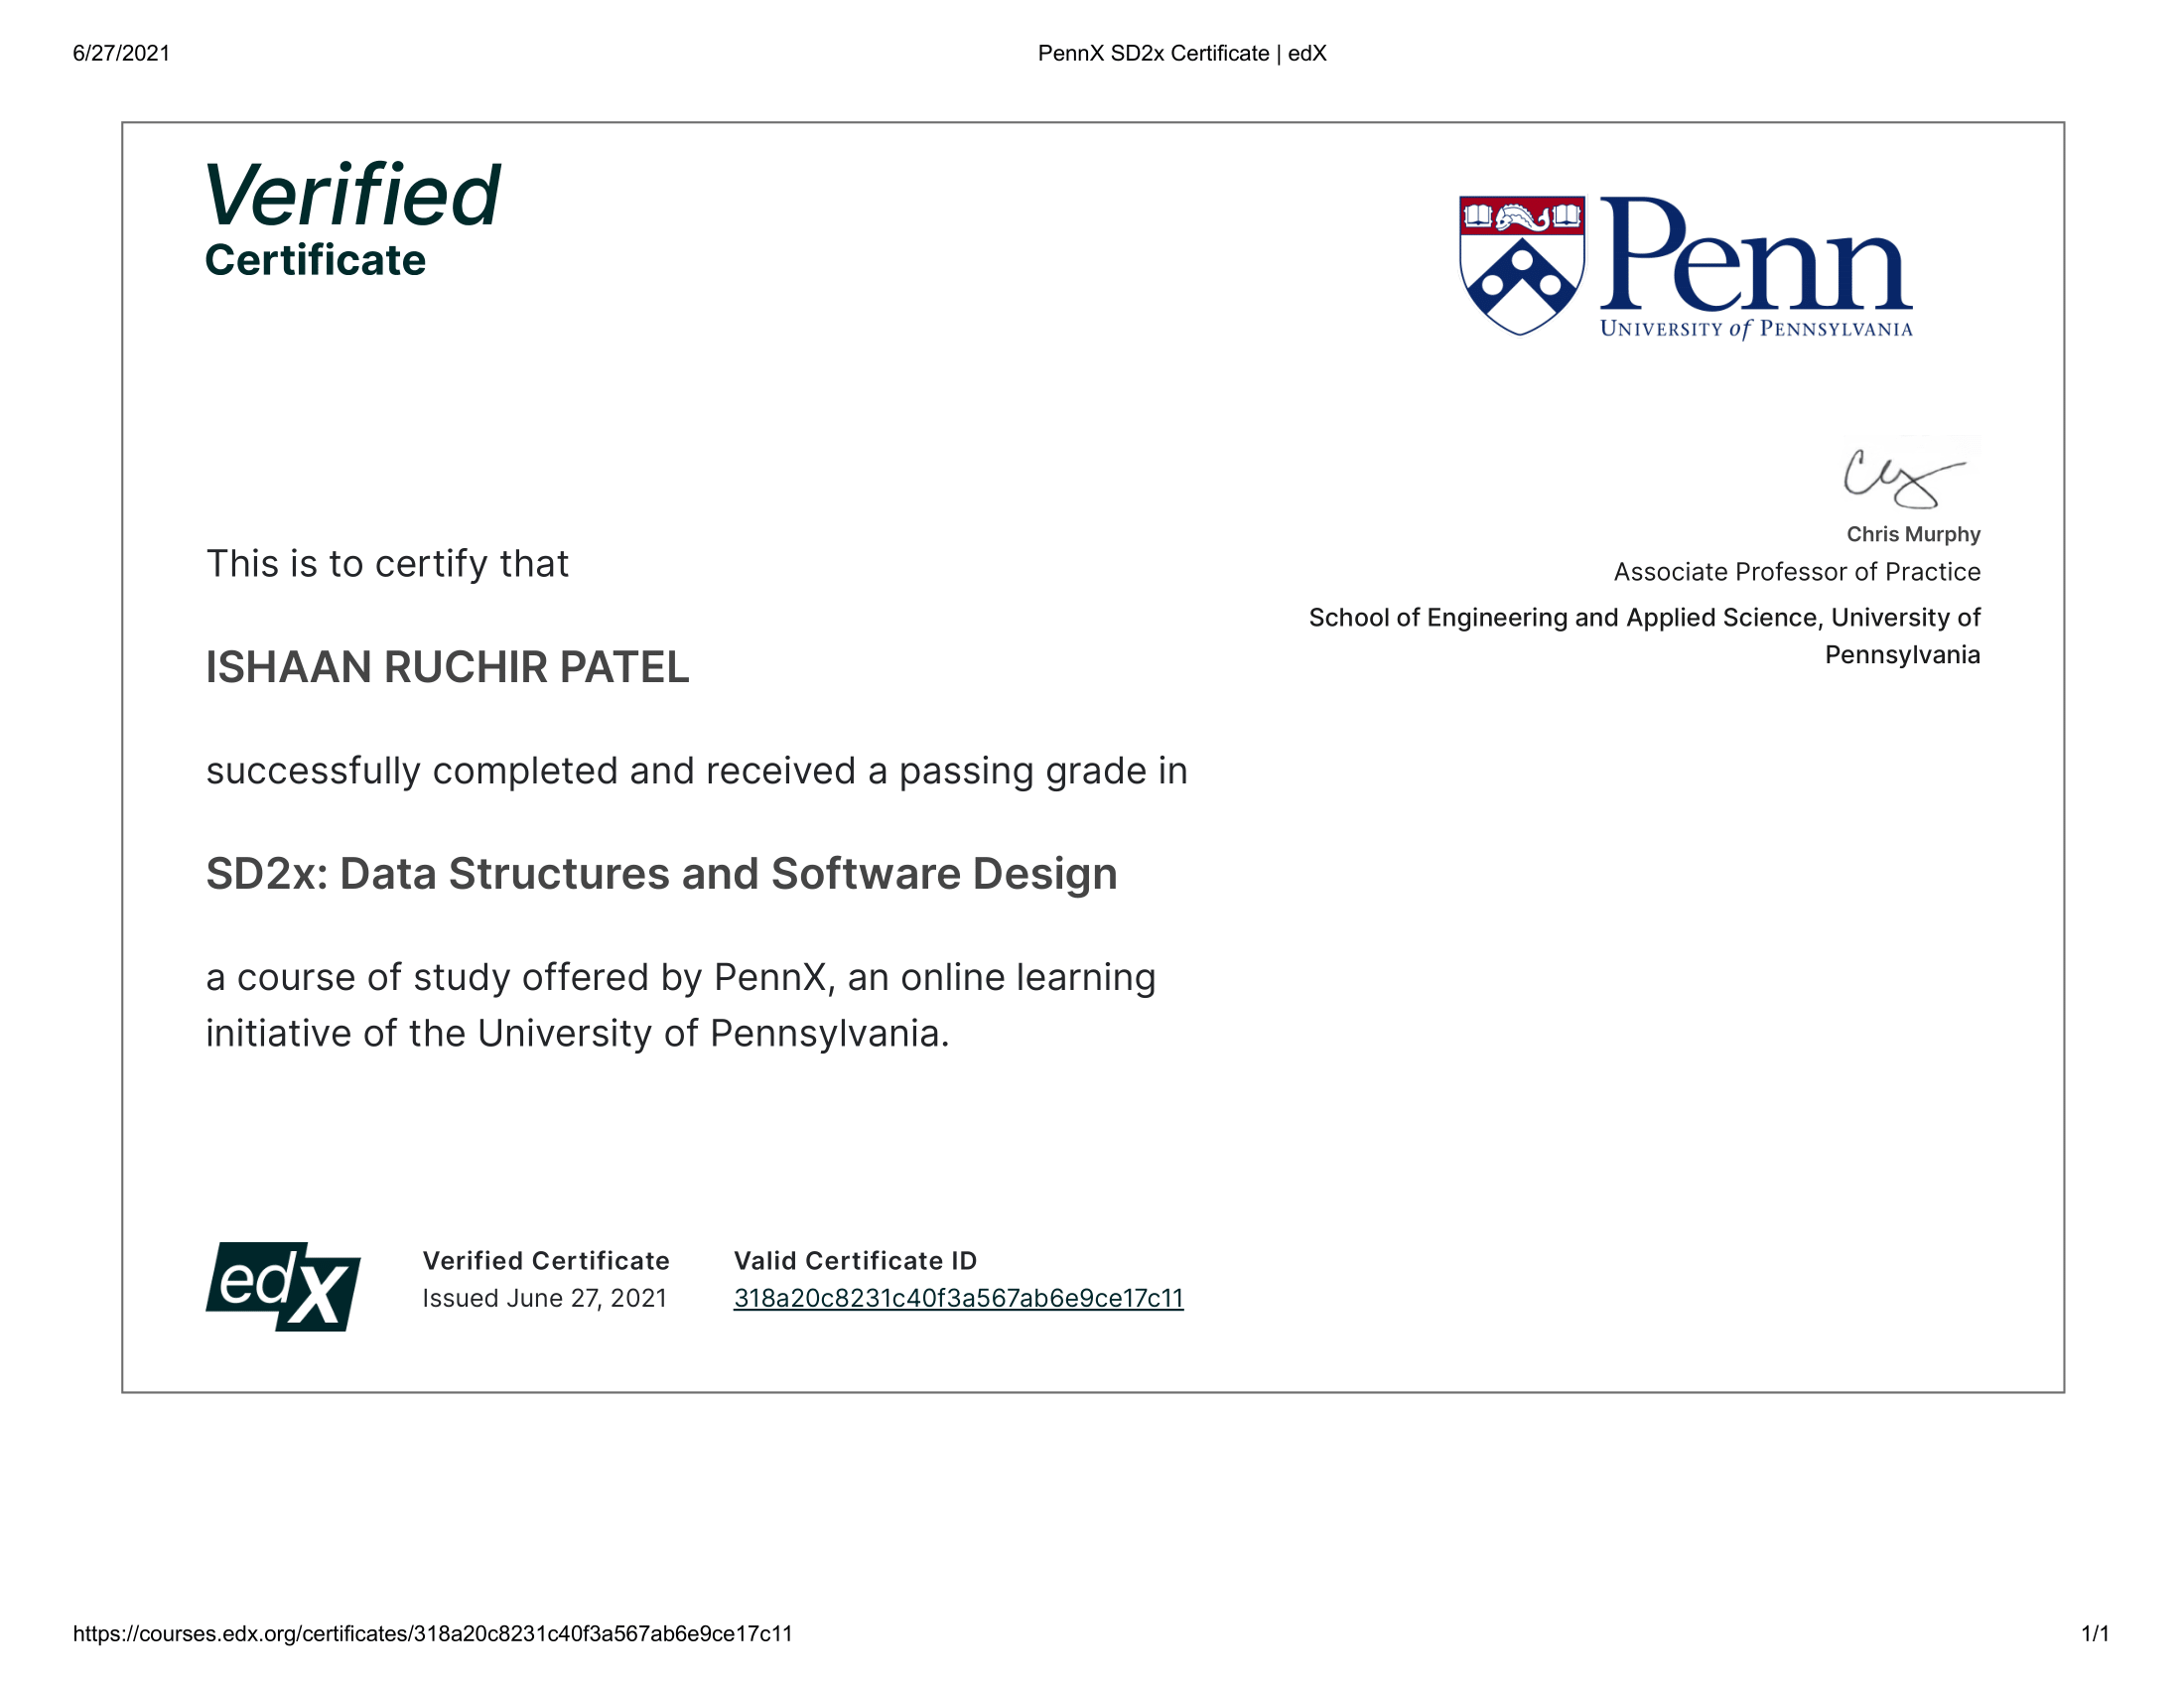 6/27/2021
PennX SD2x Certificate | edX
Verified
Certificate
Penn
UNIVERSITY of PENNSYLVANIA
Chris Murphy
Associate Professor of Practice
School of Engineering and Applied Science, University of
Pennsylvania
This is to certify that
ISHAAN RUCHIR PATEL
successfully completed and received a passing grade in
SD2x: Data Structures and Software Design
a course of study offered by PennX, an online learning
initiative of the University of Pennsylvania.
edX
Verified Certificate
Issued June 27, 2021
Valid Certificate ID
318a20c8231c40f3a567ab6e9ce17c11
https://courses.edx.org/certificates/318a20c8231c40f3a567ab6e9ce17c11
1/1